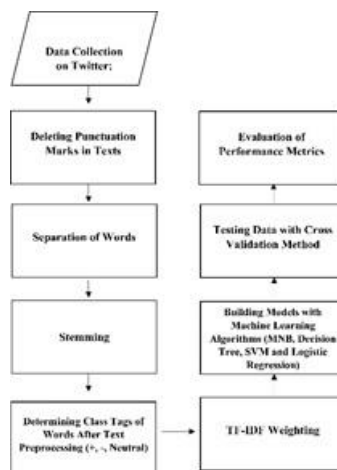 Data Collection
on Twitter:
Deleting Punctuation
Marks in Texts
Separation of Words
Stemming
Determining Class Tags of
Words After Text
Preprocessing (+, -, Neutral)
TF-IDF Weighting
Building Models with
Machine Learning
Algorithms (MNB, Decision
Tree, SVM and Logistic
Regression)
Testing Data with Cross
Validation Method
Evaluation of
Performance Metrics